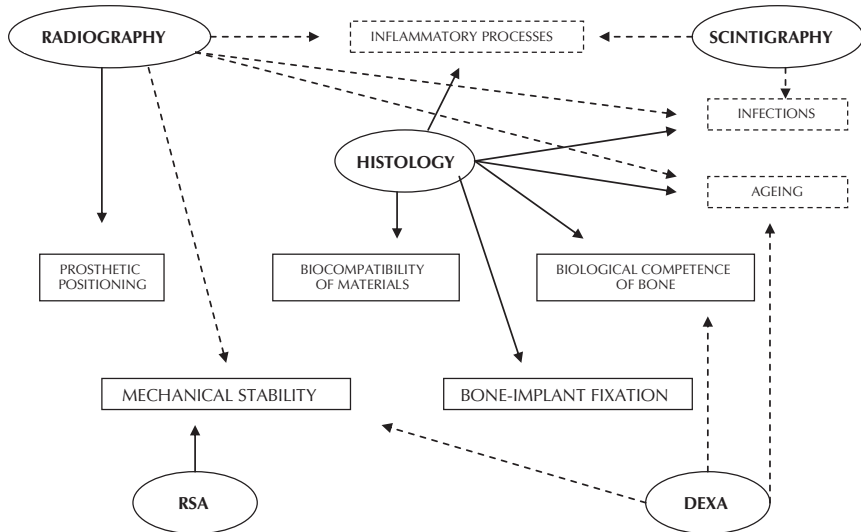 RADIOGRAPHY
INFLAMMATORY PROCESSES
SCINTIGRAPHY
INFECTIONS
HISTOLOGY
AGEING
PROSTHETIC
POSITIONING
BIOCOMPATIBILITY
OF MATERIALS
BIOLOGICAL COMPETENCE
OF BONE
MECHANICAL STABILITY
BONE-IMPLANT FIXATION
RSA
DEXA